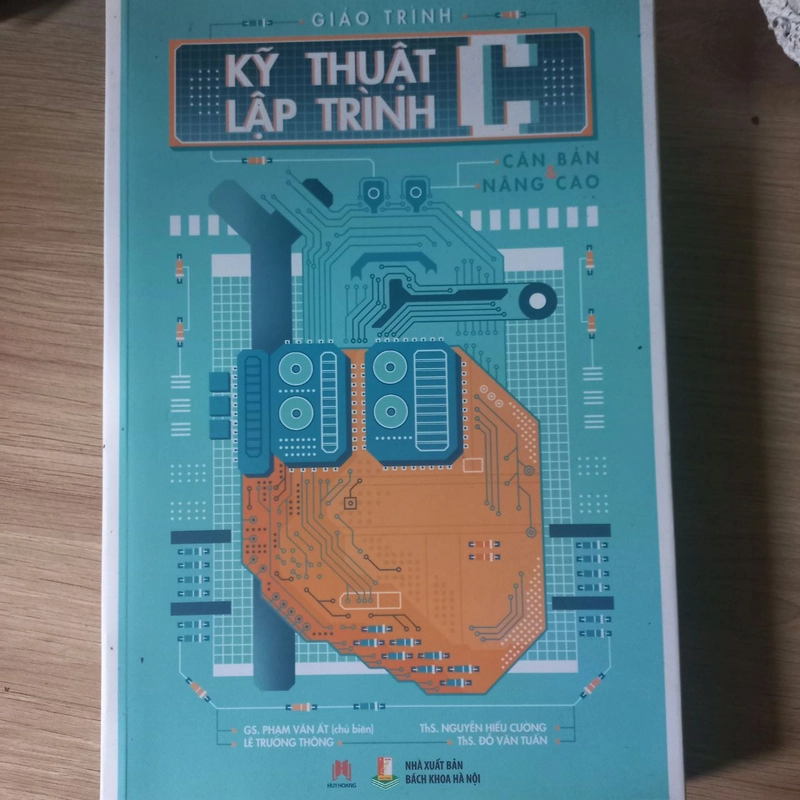 GIÁO TRÌNH
KỸ THUẬT
LẬP TRÌNH C
CĂN BẢN
&
NÂNG CAO
GS. PHẠM VĂN ẤT (chủ biên)
LÊ TRƯỜNG THÔNG
ThS. NGUYỄN HIẾU CƯỜNG
ThS. ĐỖ VĂN TUẤN
HUY HOANG
NHÀ XUẤT BẢN
BÁCH KHOA HÀ NỘI